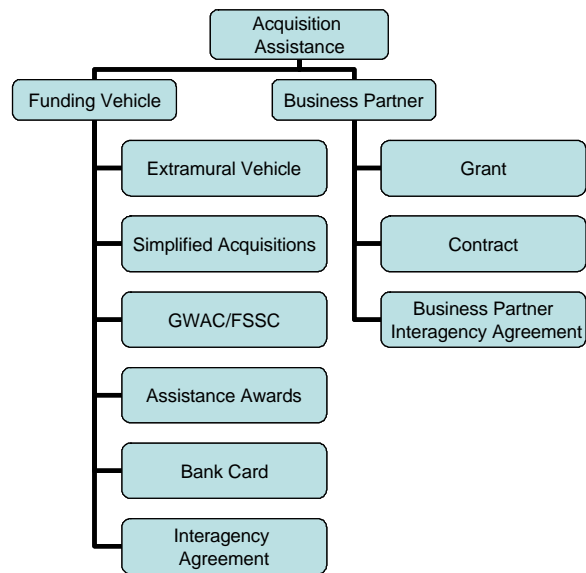 Acquisition
Assistance
Funding Vehicle
Business Partner
Extramural Vehicle
Simplified Acquisitions
GWAC/FSSC
Assistance Awards
Bank Card
Interagency
Agreement
Grant
Contract
Business Partner
Interagency Agreement